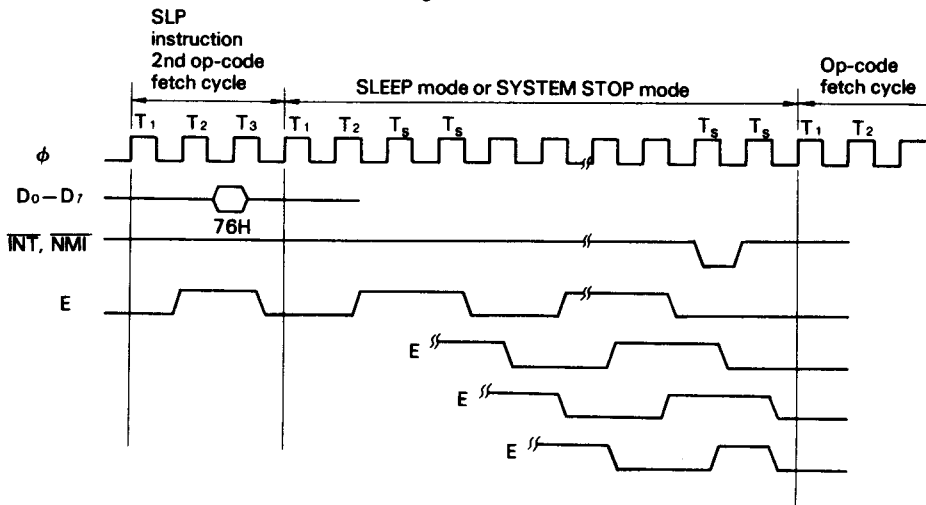 SLP
instruction
2nd op-code
fetch cycle
SLEEP mode or SYSTEM STOP mode
Op-code
fetch cycle
T1 T2 T3 T1 T2 Ts Ts Ts Ts T1 T2
φ
D0–D7
76H
INT, NMI
E
E
E
E